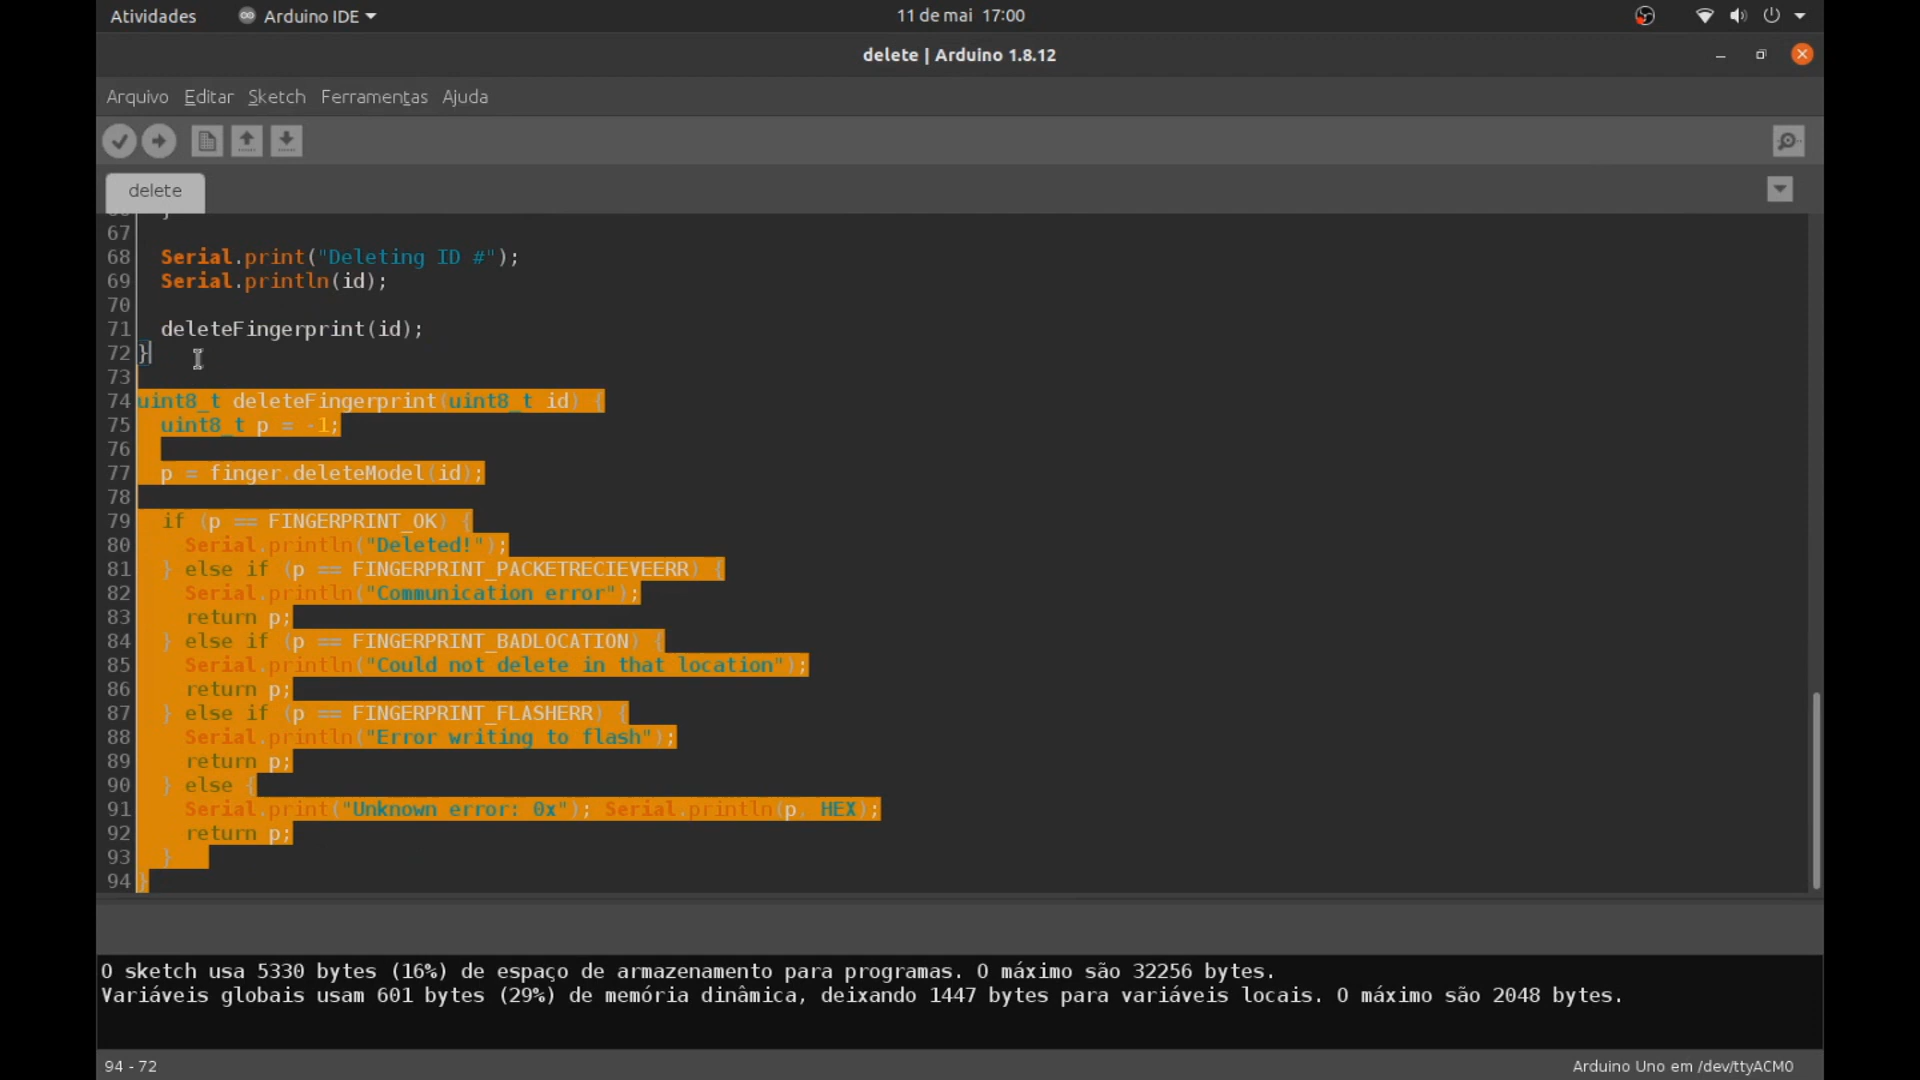 Atividades Arduino IDE 11 de mai 17:00
delete | Arduino 1.8.12
Arquivo Editar Sketch Ferramentas Ajuda
delete
67
68 Serial.print("Deleting ID #");
69 Serial.println(id);
70
71 deleteFingerprint(id);
72 }
73
74 uint8_t deleteFingerprint(uint8_t id) {
75 uint8_t p = -1;
76
77 p = finger.deleteModel(id);
78
79 if (p == FINGERPRINT_OK) {
80 Serial.println("Deleted!");
81 } else if (p == FINGERPRINT_PACKETRECIEVEERR) {
82 Serial.println("Communication error");
83 return p;
84 } else if (p == FINGERPRINT_BADLOCATION) {
85 Serial.println("Could not delete in that location");
86 return p;
87 } else if (p == FINGERPRINT_FLASHERR) {
88 Serial.println("Error writing to flash");
89 return p;
90 } else {
91 Serial.print("Unknown error: 0x"); Serial.println(p, HEX);
92 return p;
93 }
94 }
O sketch usa 5330 bytes (16%) de espaço de armazenamento para programas. O máximo são 32256 bytes.
Variáveis globais usam 601 bytes (29%) de memória dinâmica, deixando 1447 bytes para variáveis locais. O máximo são 2048 bytes.
94 - 72 Arduino Uno em /dev/ttyACM0